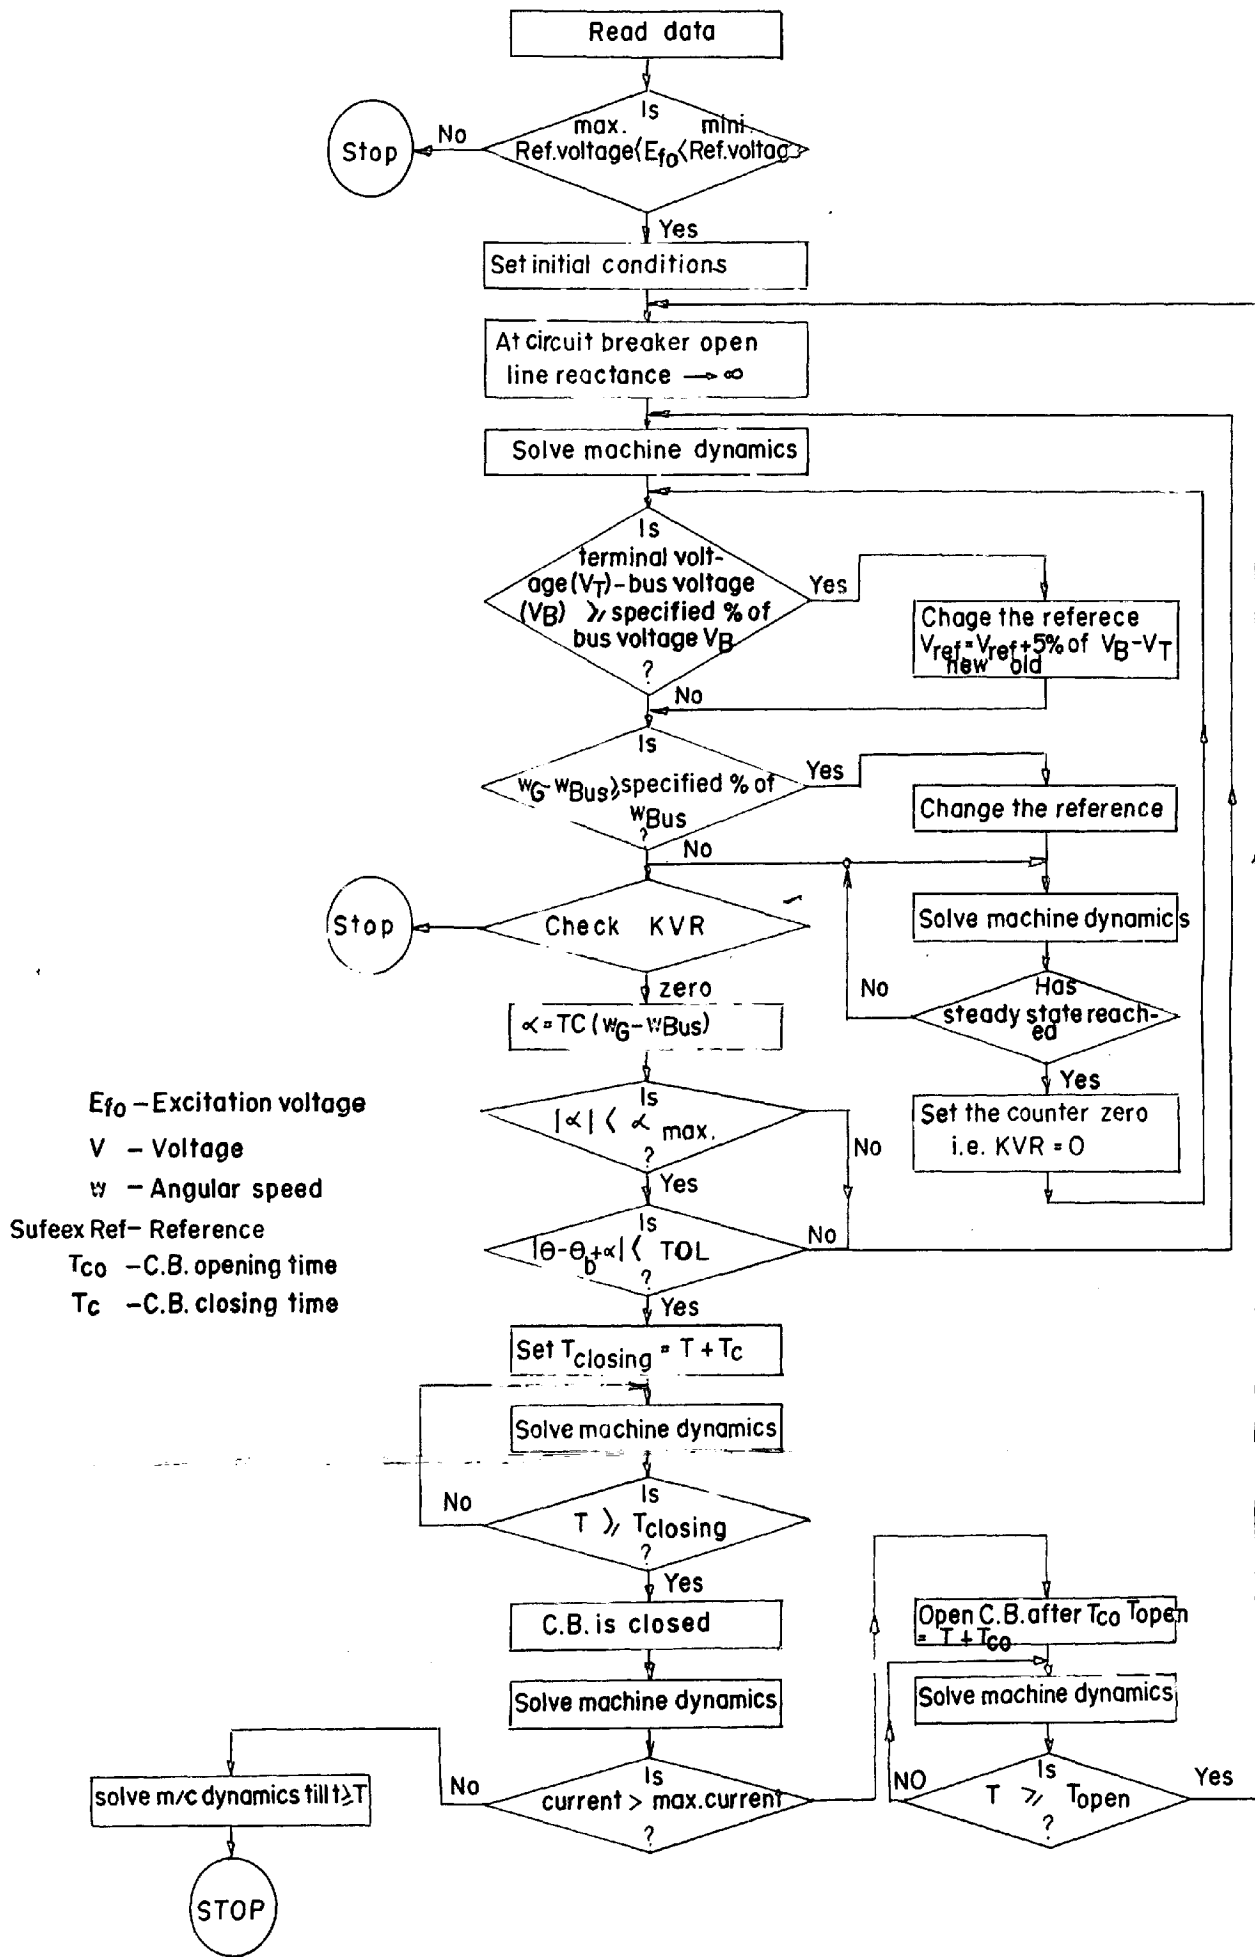 Read data
Is
max. mini.
Ref.voltage<Efo<Ref.voltage
No
Stop
Yes
Set initial conditions
At circuit breaker open
line reactance → ∞
Solve machine dynamics
Is
terminal volt-
age (VT) - bus voltage
(VB) ⩾ specified % of
bus voltage VB
?
Yes
Chage the referece
Vref = Vref + 5% of VB - VT
new old
No
Is
wG - wBus ⩾ specified % of
wBus
?
Yes
Change the reference
No
Stop
Check KVR
Solve machine dynamics
zero
No
Has
steady state reach-
ed
∝ = TC (wG - wBus)
Yes
Set the counter zero
i.e. KVR = 0
Is
|∝| < ∝ max.
?
No
Yes
Is
|θ - θb + ∝| < TOL
?
No
Yes
Efo - Excitation voltage
V - Voltage
w - Angular speed
Sufeex Ref - Reference
Tco - C.B. opening time
Tc - C.B. closing time
Set Tclosing = T + Tc
Solve machine dynamics
Is
T ⩾ Tclosing
?
No
Yes
C.B. is closed
Solve machine dynamics
Is
current > max. current
?
No
solve m/c dynamics till t ⩾ T
STOP
Open C.B. after Tco Topen
= T + Tco
Solve machine dynamics
Is
T ⩾ Topen
?
NO
Yes